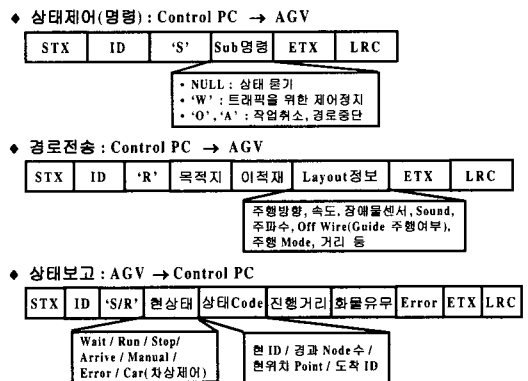 ◆ 상태제어(명령) : Control PC → AGV
STX ID ‘S’ Sub명령 ETX LRC
• NULL : 상태 묻기
• ‘W’ : 트래픽을 위한 제어정치
• ‘O’ , ‘A’ : 작업취소, 경로중단
◆ 경로전송 : Control PC → AGV
STX ID ‘R’ 목적지 이적재 Layout정보 ETX LRC
주행방향, 속도, 장애물센서, Sound,
주파수, Off Wire(Guide 주행여부),
주행 Mode, 거리 등
◆ 상태보고 : AGV → Control PC
STX ID ‘S/R’ 현상태 상태Code 진행거리 화물유무 Error ETX LRC
Wait / Run / Stop/
Arrive / Manual /
Error / Car(차상제어)
현 ID / 경과 Node수 /
현위치 Point / 도착 ID